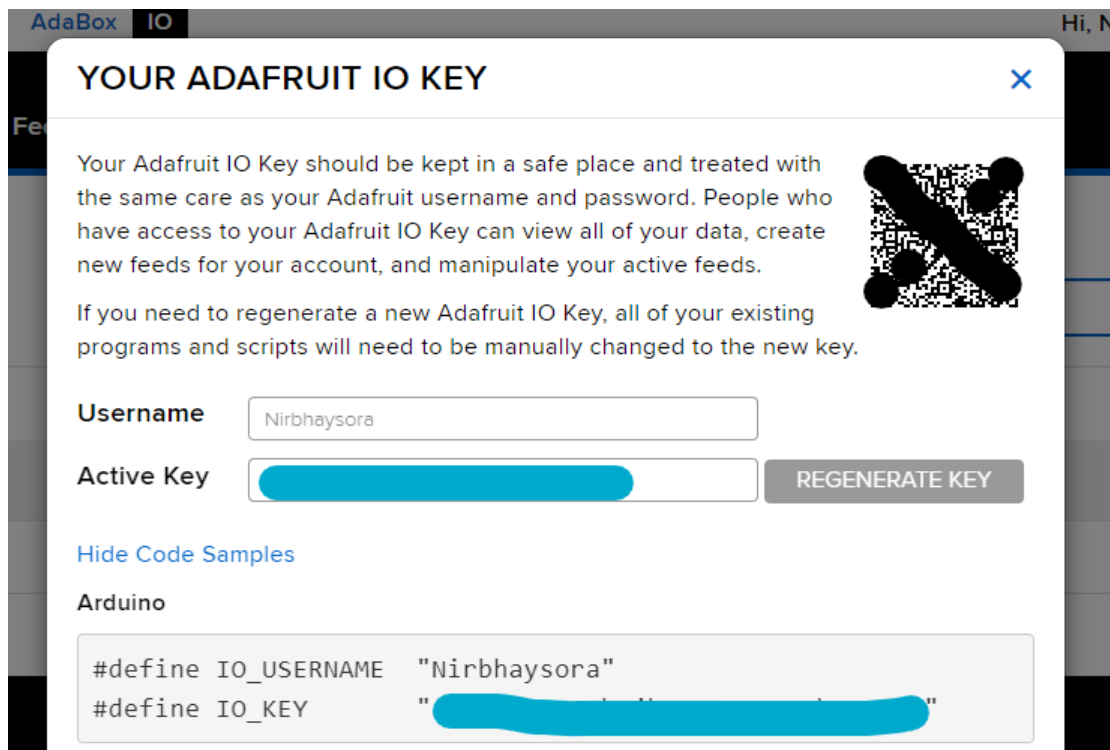 AdaBox IO Hi, N
YOUR ADAFRUIT IO KEY
Fe
Your Adafruit IO Key should be kept in a safe place and treated with
the same care as your Adafruit username and password. People who
have access to your Adafruit IO Key can view all of your data, create
new feeds for your account, and manipulate your active feeds.
If you need to regenerate a new Adafruit IO Key, all of your existing
programs and scripts will need to be manually changed to the new key.
Username Nirbhaysora
Active Key REGENERATE KEY
Hide Code Samples
Arduino
#define IO_USERNAME "Nirbhaysora"
#define IO_KEY " "